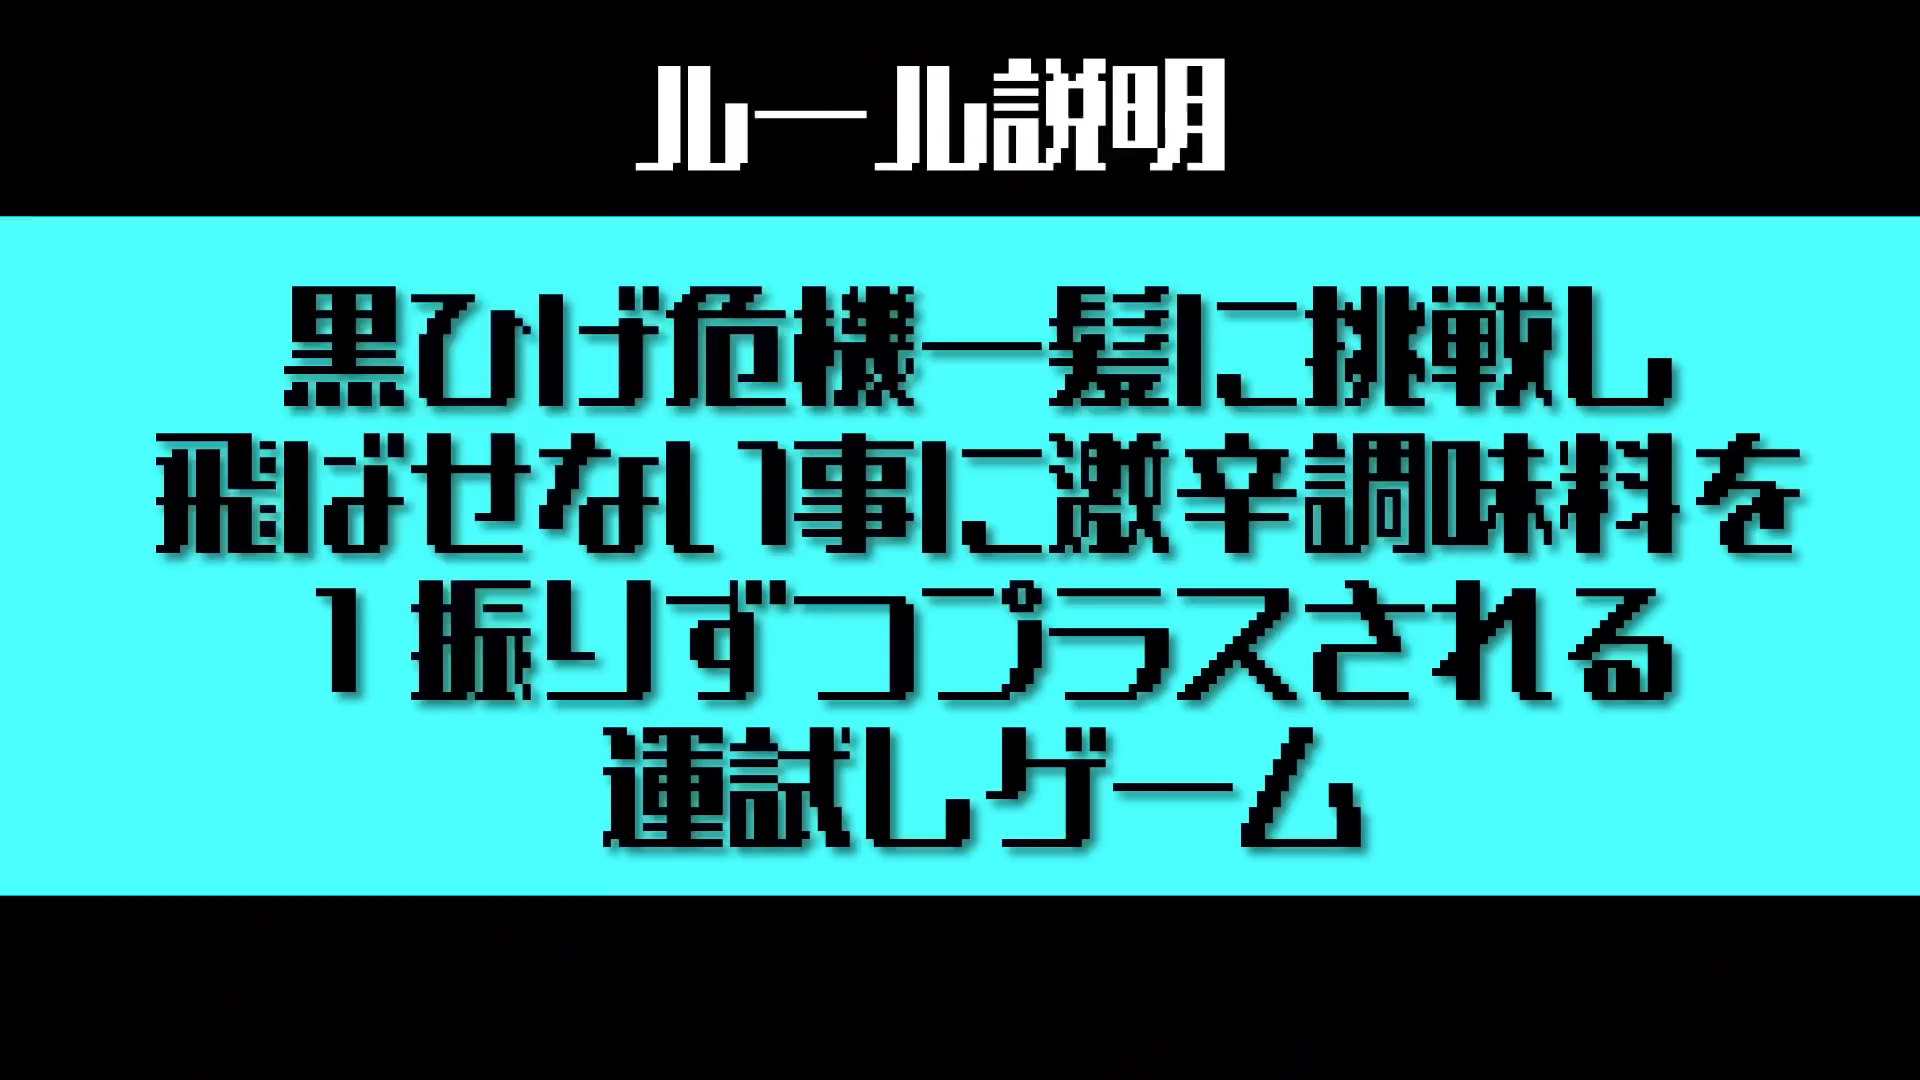 ルール説明
黒ひげ危機一髪に挑戦し
飛ばせない事に激辛調味料を
1振りずつプラスされる
運試しゲーム